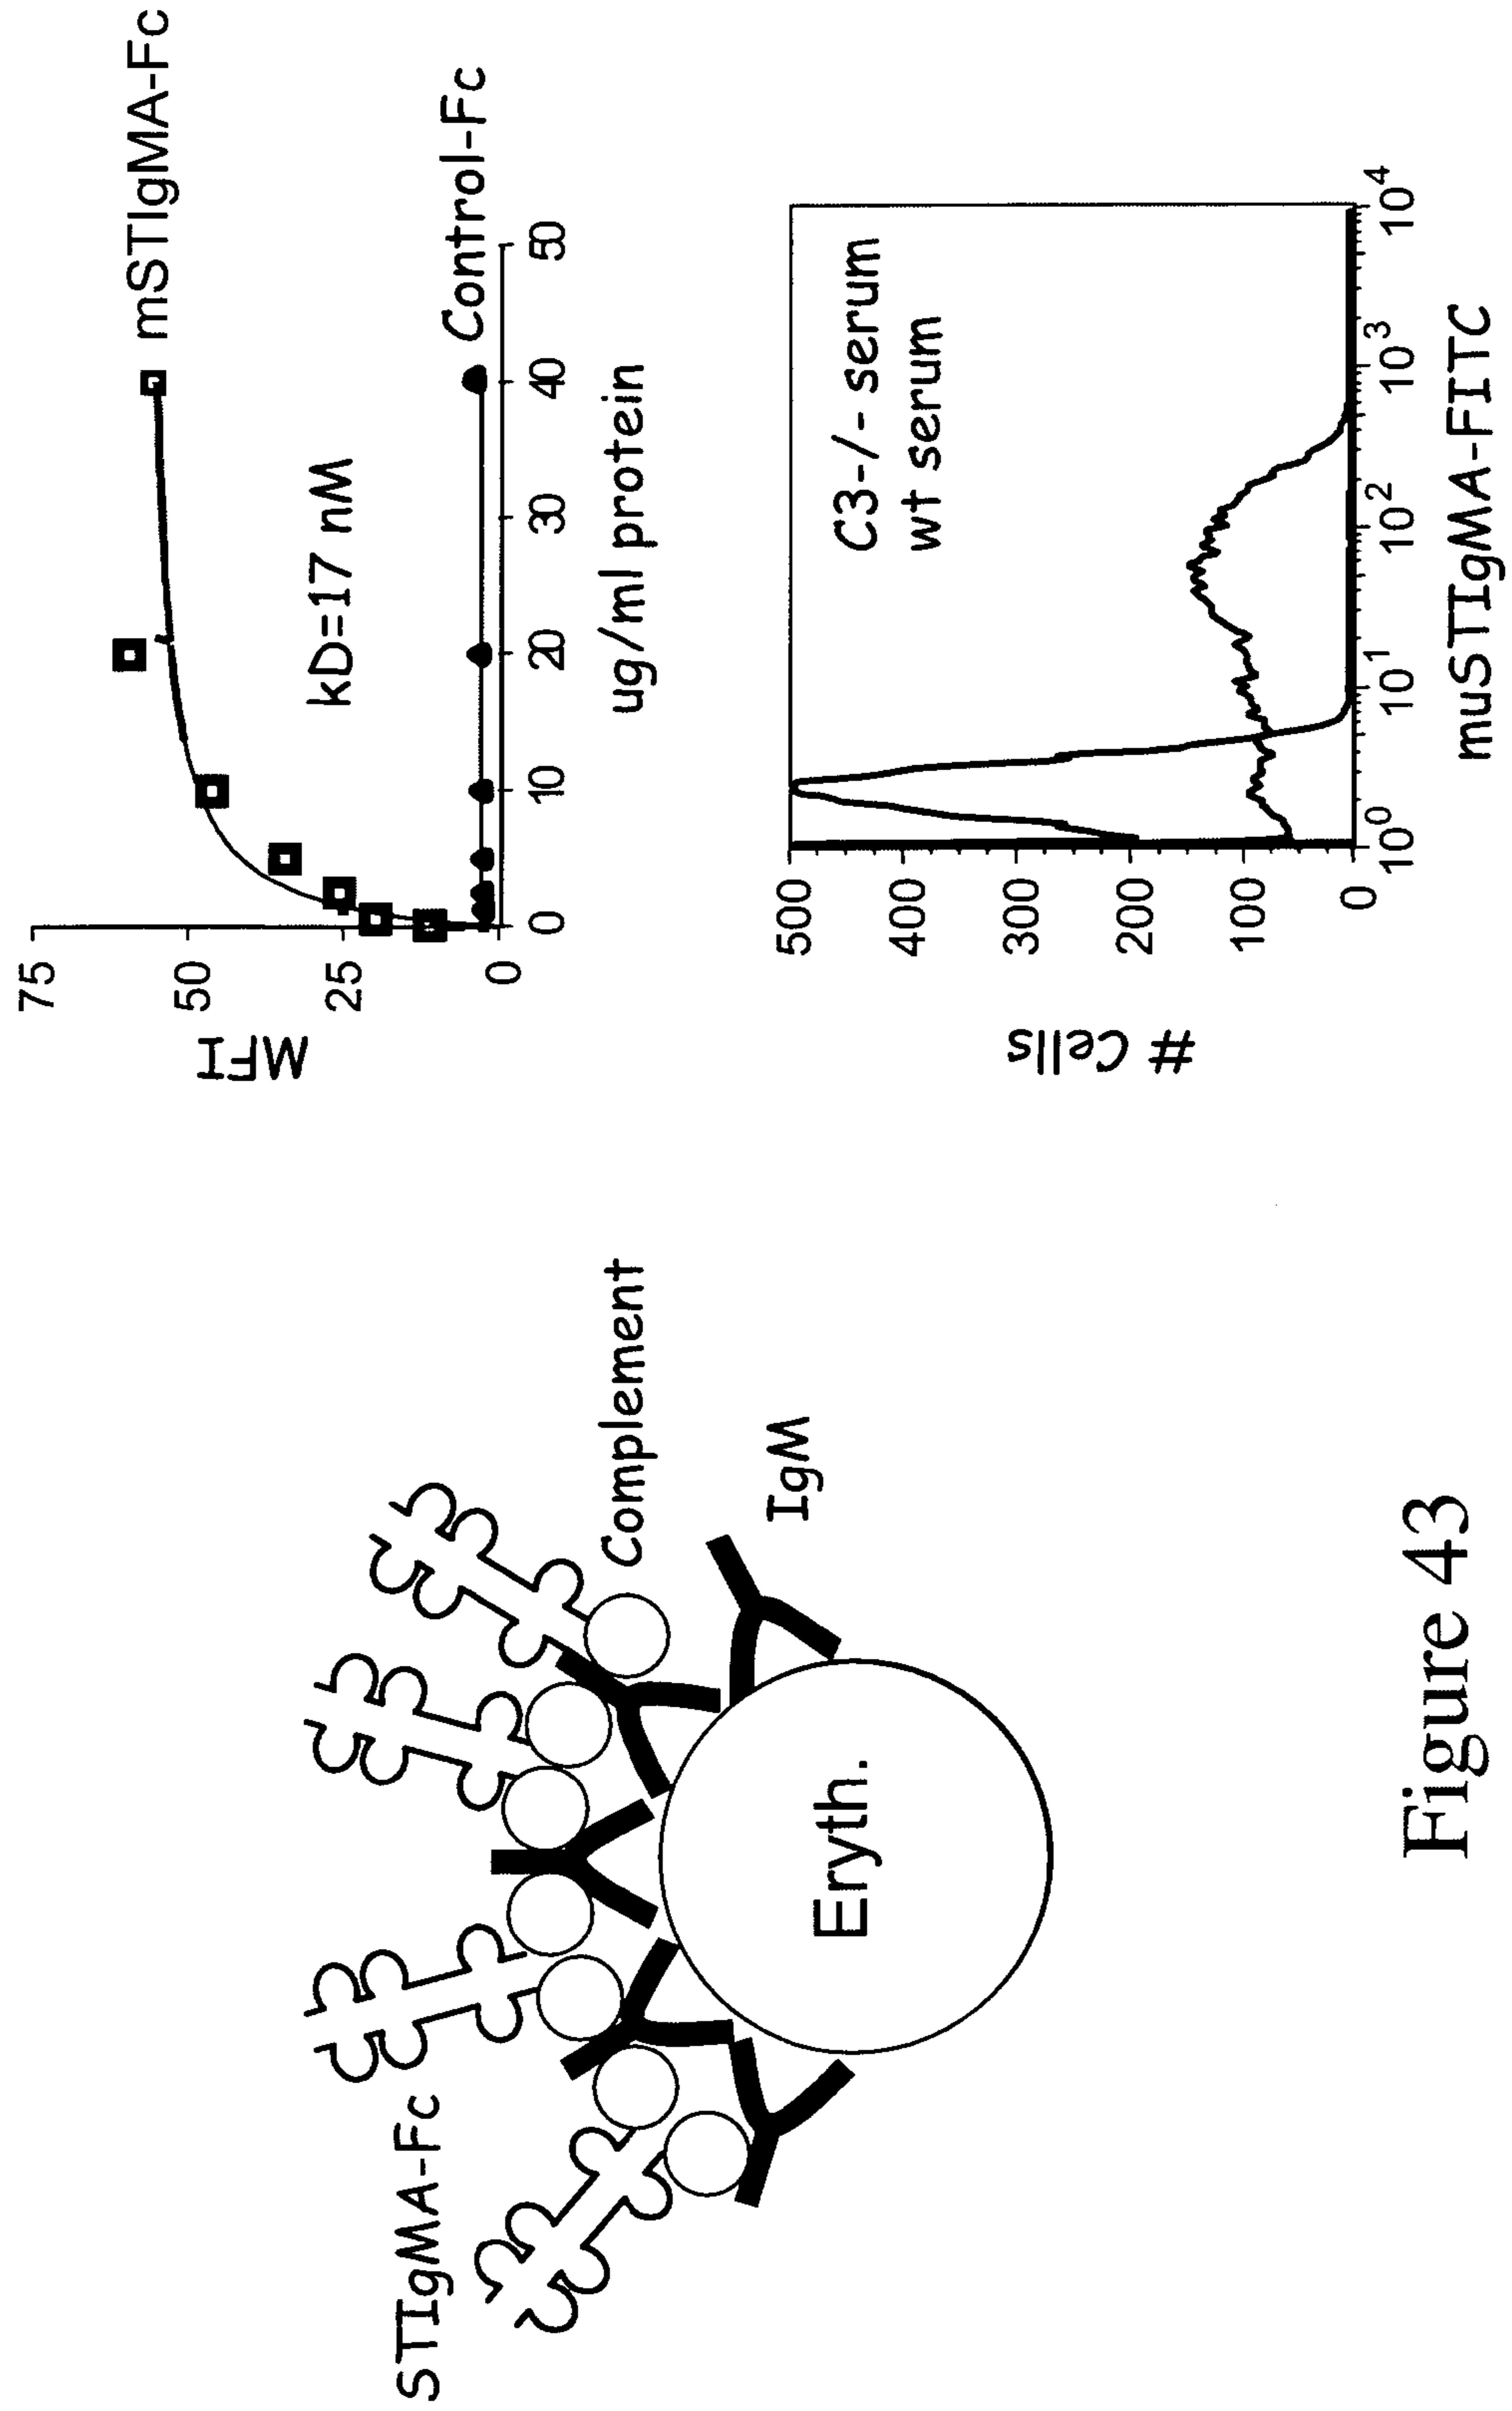 STIgMA-Fc
Complement
IgM
Eryth.
MFI
75
50
25
0
mSTIgMA-Fc
kD=17 nM
Control-Fc
0 10 20 30 40 50
ug/ml protein
# Cells
500
400
300
200
100
0
C3-/- serum
wt serum
10^0 10^1 10^2 10^3 10^4
muSTIgMA-FITC
Figure 43